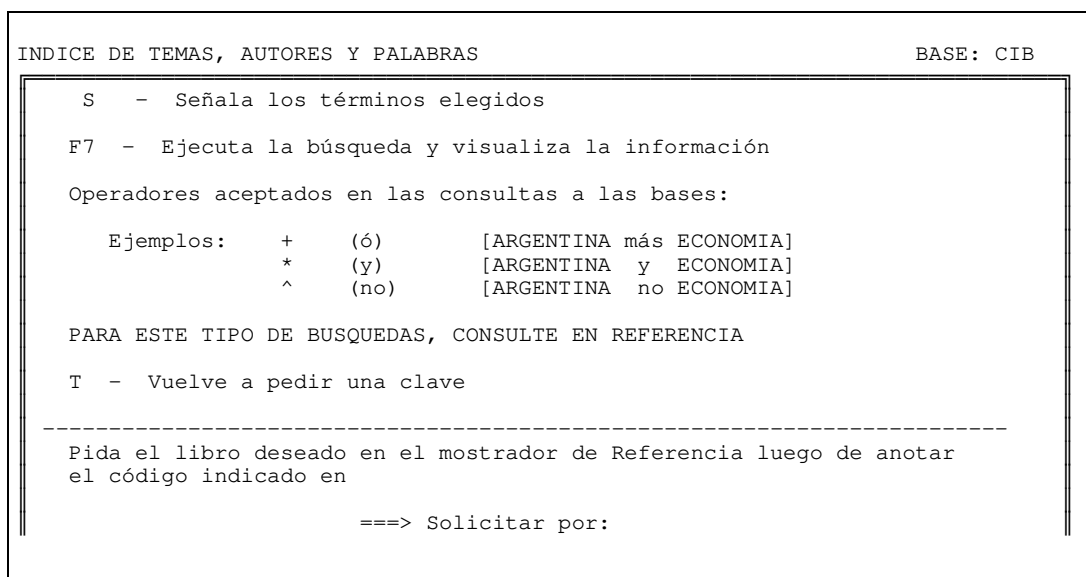 INDICE DE TEMAS, AUTORES Y PALABRAS BASE: CIB
S - Señala los términos elegidos
F7 - Ejecuta la búsqueda y visualiza la información
Operadores aceptados en las consultas a las bases:
Ejemplos: + (ó) [ARGENTINA más ECONOMIA]
* (y) [ARGENTINA y ECONOMIA]
^ (no) [ARGENTINA no ECONOMIA]
PARA ESTE TIPO DE BUSQUEDAS, CONSULTE EN REFERENCIA
T - Vuelve a pedir una clave
--------------------------------------------------------------------------
Pida el libro deseado en el mostrador de Referencia luego de anotar
el código indicado en
===> Solicitar por: